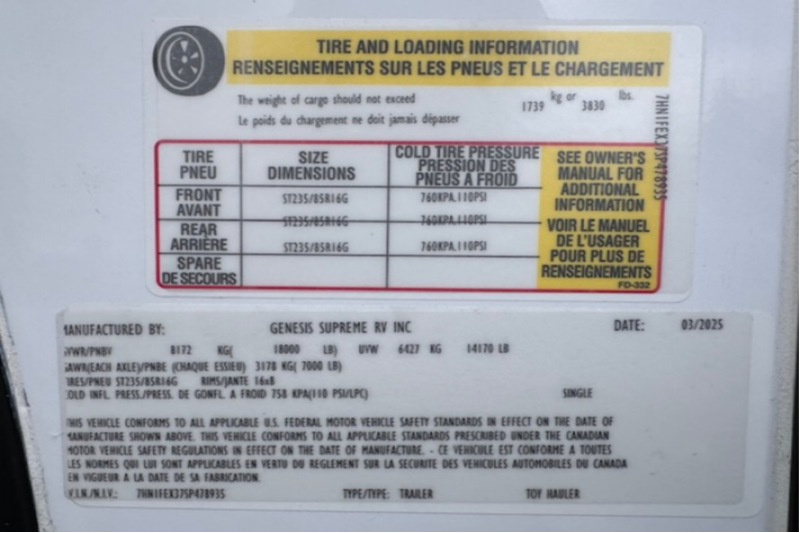 TIRE AND LOADING INFORMATION
RENSEIGNEMENTS SUR LES PNEUS ET LE CHARGEMENT
The weight of cargo should not exceed 1739 kg or 3830 lbs.
Le poids du chargement ne doit jamais dépasser
7HN1FEX37SP478935
TIRE SIZE COLD TIRE PRESSURE SEE OWNER'S
PNEU DIMENSIONS PRESSION DES MANUAL FOR
PNEUS A FROID ADDITIONAL
FRONT ST235/85R16G 760KPA,110PSI INFORMATION
AVANT
ST235/85R16G 760KPA,110PSI VOIR LE MANUEL
REAR DE L'USAGER
ARRIÈRE ST235/85R16G 760KPA,110PSI POUR PLUS DE
SPARE RENSEIGNEMENTS
DE SECOURS FD-332
MANUFACTURED BY: GENESIS SUPREME RV INC DATE: 03/2025
GVWR/PNBV 8172 KG( 18000 LB) UVW 6427 KG 14170 LB
GAWR(EACH AXLE)/PNBE (CHAQUE ESSIEU) 3178 KG( 7000 LB)
TIRES/PNEU ST235/85R16G RIMS/JANTE 16x8
COLD INFL. PRESS./PRESS. DE GONFL. A FROID 758 KPA(110 PSI/LPC) SINGLE
THIS VEHICLE CONFORMS TO ALL APPLICABLE U.S. FEDERAL MOTOR VEHICLE SAFETY STANDARDS IN EFFECT ON THE DATE OF
MANUFACTURE SHOWN ABOVE. THIS VEHICLE CONFORMS TO ALL APPLICABLE STANDARDS PRESCRIBED UNDER THE CANADIAN
MOTOR VEHICLE SAFETY REGULATIONS IN EFFECT ON THE DATE OF MANUFACTURE. - CE VEHICULE EST CONFORME A TOUTES
LES NORMES QUI LUI SONT APPLICABLES EN VERTU DU REGLEMENT SUR LA SECURITE DES VEHICULES AUTOMOBILES DU CANADA
EN VIGUEUR A LA DATE DE SA FABRICATION.
V.I.N./N.I.V.: 7HN1FEX37SP478935 TYPE/TYPE: TRAILER TOY HAULER